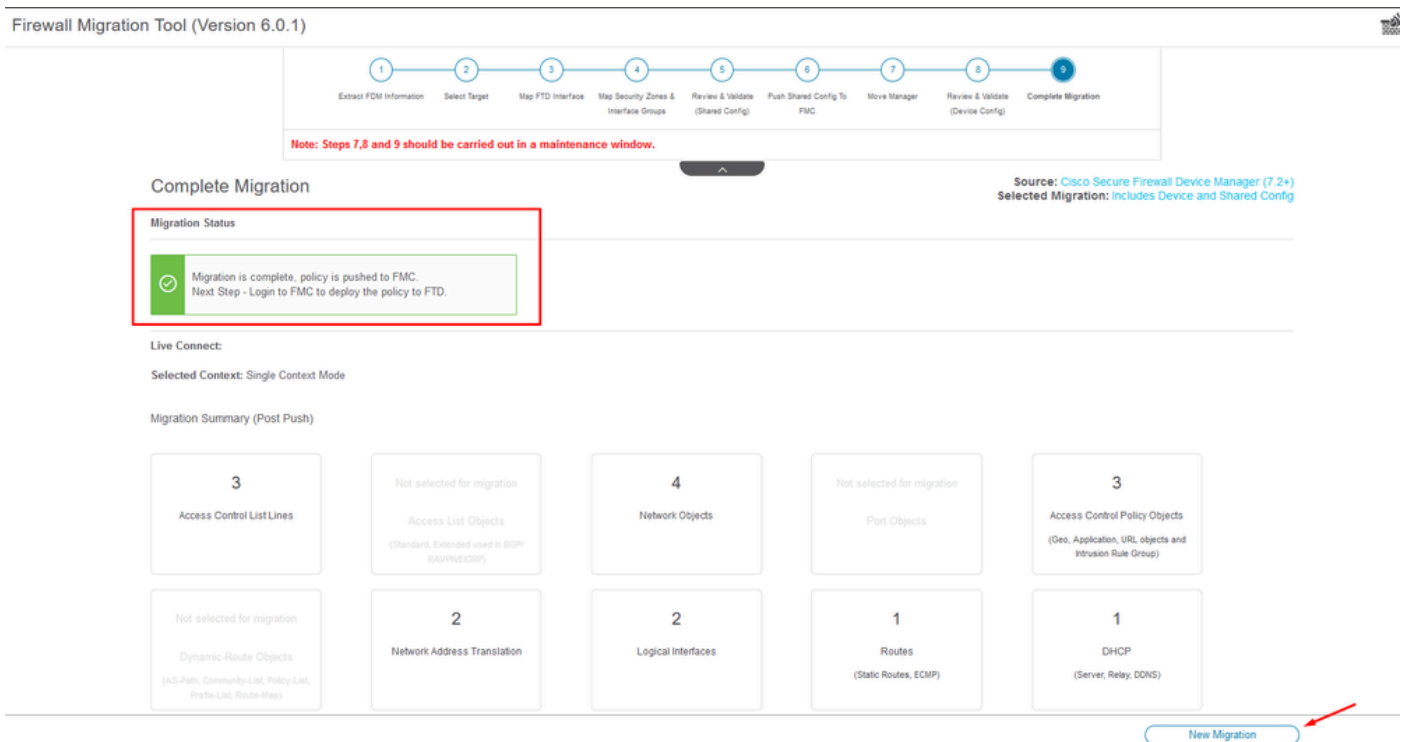 Firewall Migration Tool (Version 6.0.1)
1 2 3 4 5 6 7 8 9
Extract FDM Information
Select Target
Map FTD Interface
Map Security Zones &
Interface Groups
Review & Validate
(Shared Config)
Push Shared Config To
FMC
Move Manager
Review & Validate
(Device Config)
Complete Migration
Note: Steps 7,8 and 9 should be carried out in a maintenance window.
Complete Migration
Source: Cisco Secure Firewall Device Manager (7.2+)
Selected Migration: Includes Device and Shared Config
Migration Status
Migration is complete, policy is pushed to FMC.
Next Step - Login to FMC to deploy the policy to FTD.
Live Connect:
Selected Context: Single Context Mode
Migration Summary (Post Push)
3
Access Control List Lines
Not selected for migration
Access List Objects
(Standard, Extended used in BGP/
RAVPN/EIGRP)
4
Network Objects
Not selected for migration
Port Objects
3
Access Control Policy Objects
(Geo, Application, URL objects and
Intrusion Rule Group)
Not selected for migration
Dynamic-Route Objects
(AS-Path, Community-List, Policy-List,
Prefix-List, Route-Map)
2
Network Address Translation
2
Logical Interfaces
1
Routes
(Static Routes, ECMP)
1
DHCP
(Server, Relay, DDNS)
New Migration